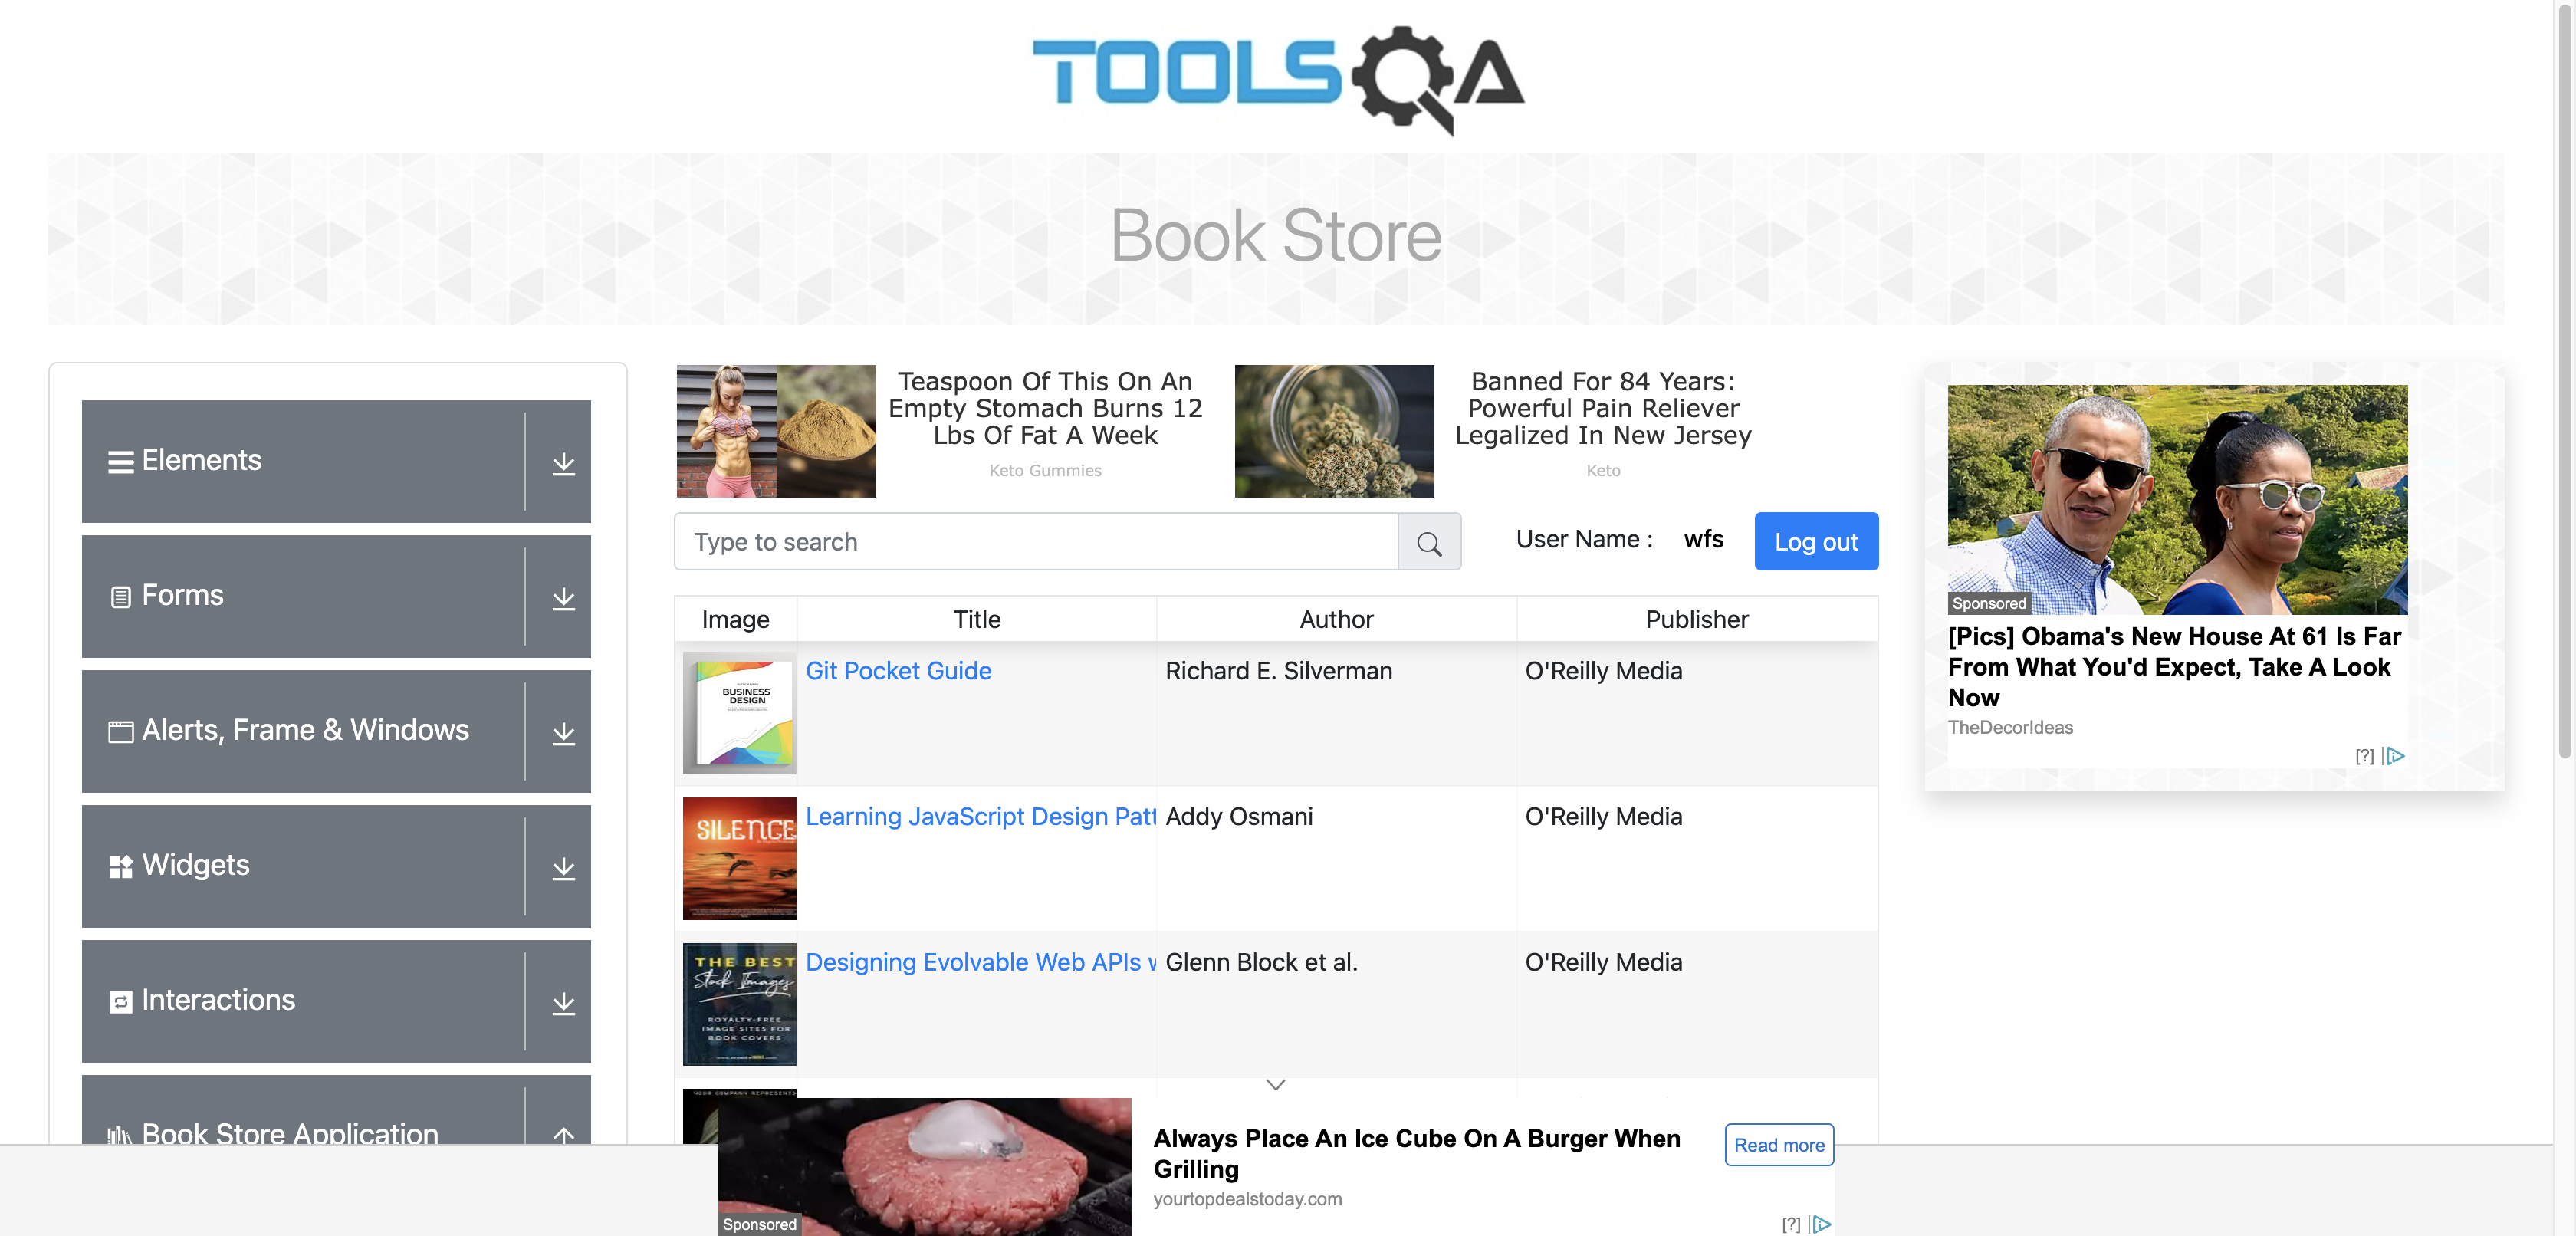 TOOLSQA
Book Store
Elements
Forms
Alerts, Frame & Windows
Widgets
Interactions
Book Store Application
Teaspoon Of This On An
Empty Stomach Burns 12
Lbs Of Fat A Week
Keto Gummies
Banned For 84 Years:
Powerful Pain Reliever
Legalized In New Jersey
Keto
Type to search
User Name : wfs
Log out
Image Title Author Publisher
BUSINESS
DESIGN
Git Pocket Guide Richard E. Silverman O'Reilly Media
SILENCE
Learning JavaScript Design Patt Addy Osmani O'Reilly Media
THE BEST
Stock Images
ROYALTY-FREE
IMAGE SITES FOR
BOOK COVERS
Designing Evolvable Web APIs w Glenn Block et al. O'Reilly Media
YOUR COMPANY REPRESENTS
Sponsored
[Pics] Obama's New House At 61 Is Far
From What You'd Expect, Take A Look
Now
TheDecorIdeas
[?]
Always Place An Ice Cube On A Burger When
Grilling
yourtopdealstoday.com
Read more
Sponsored
[?]